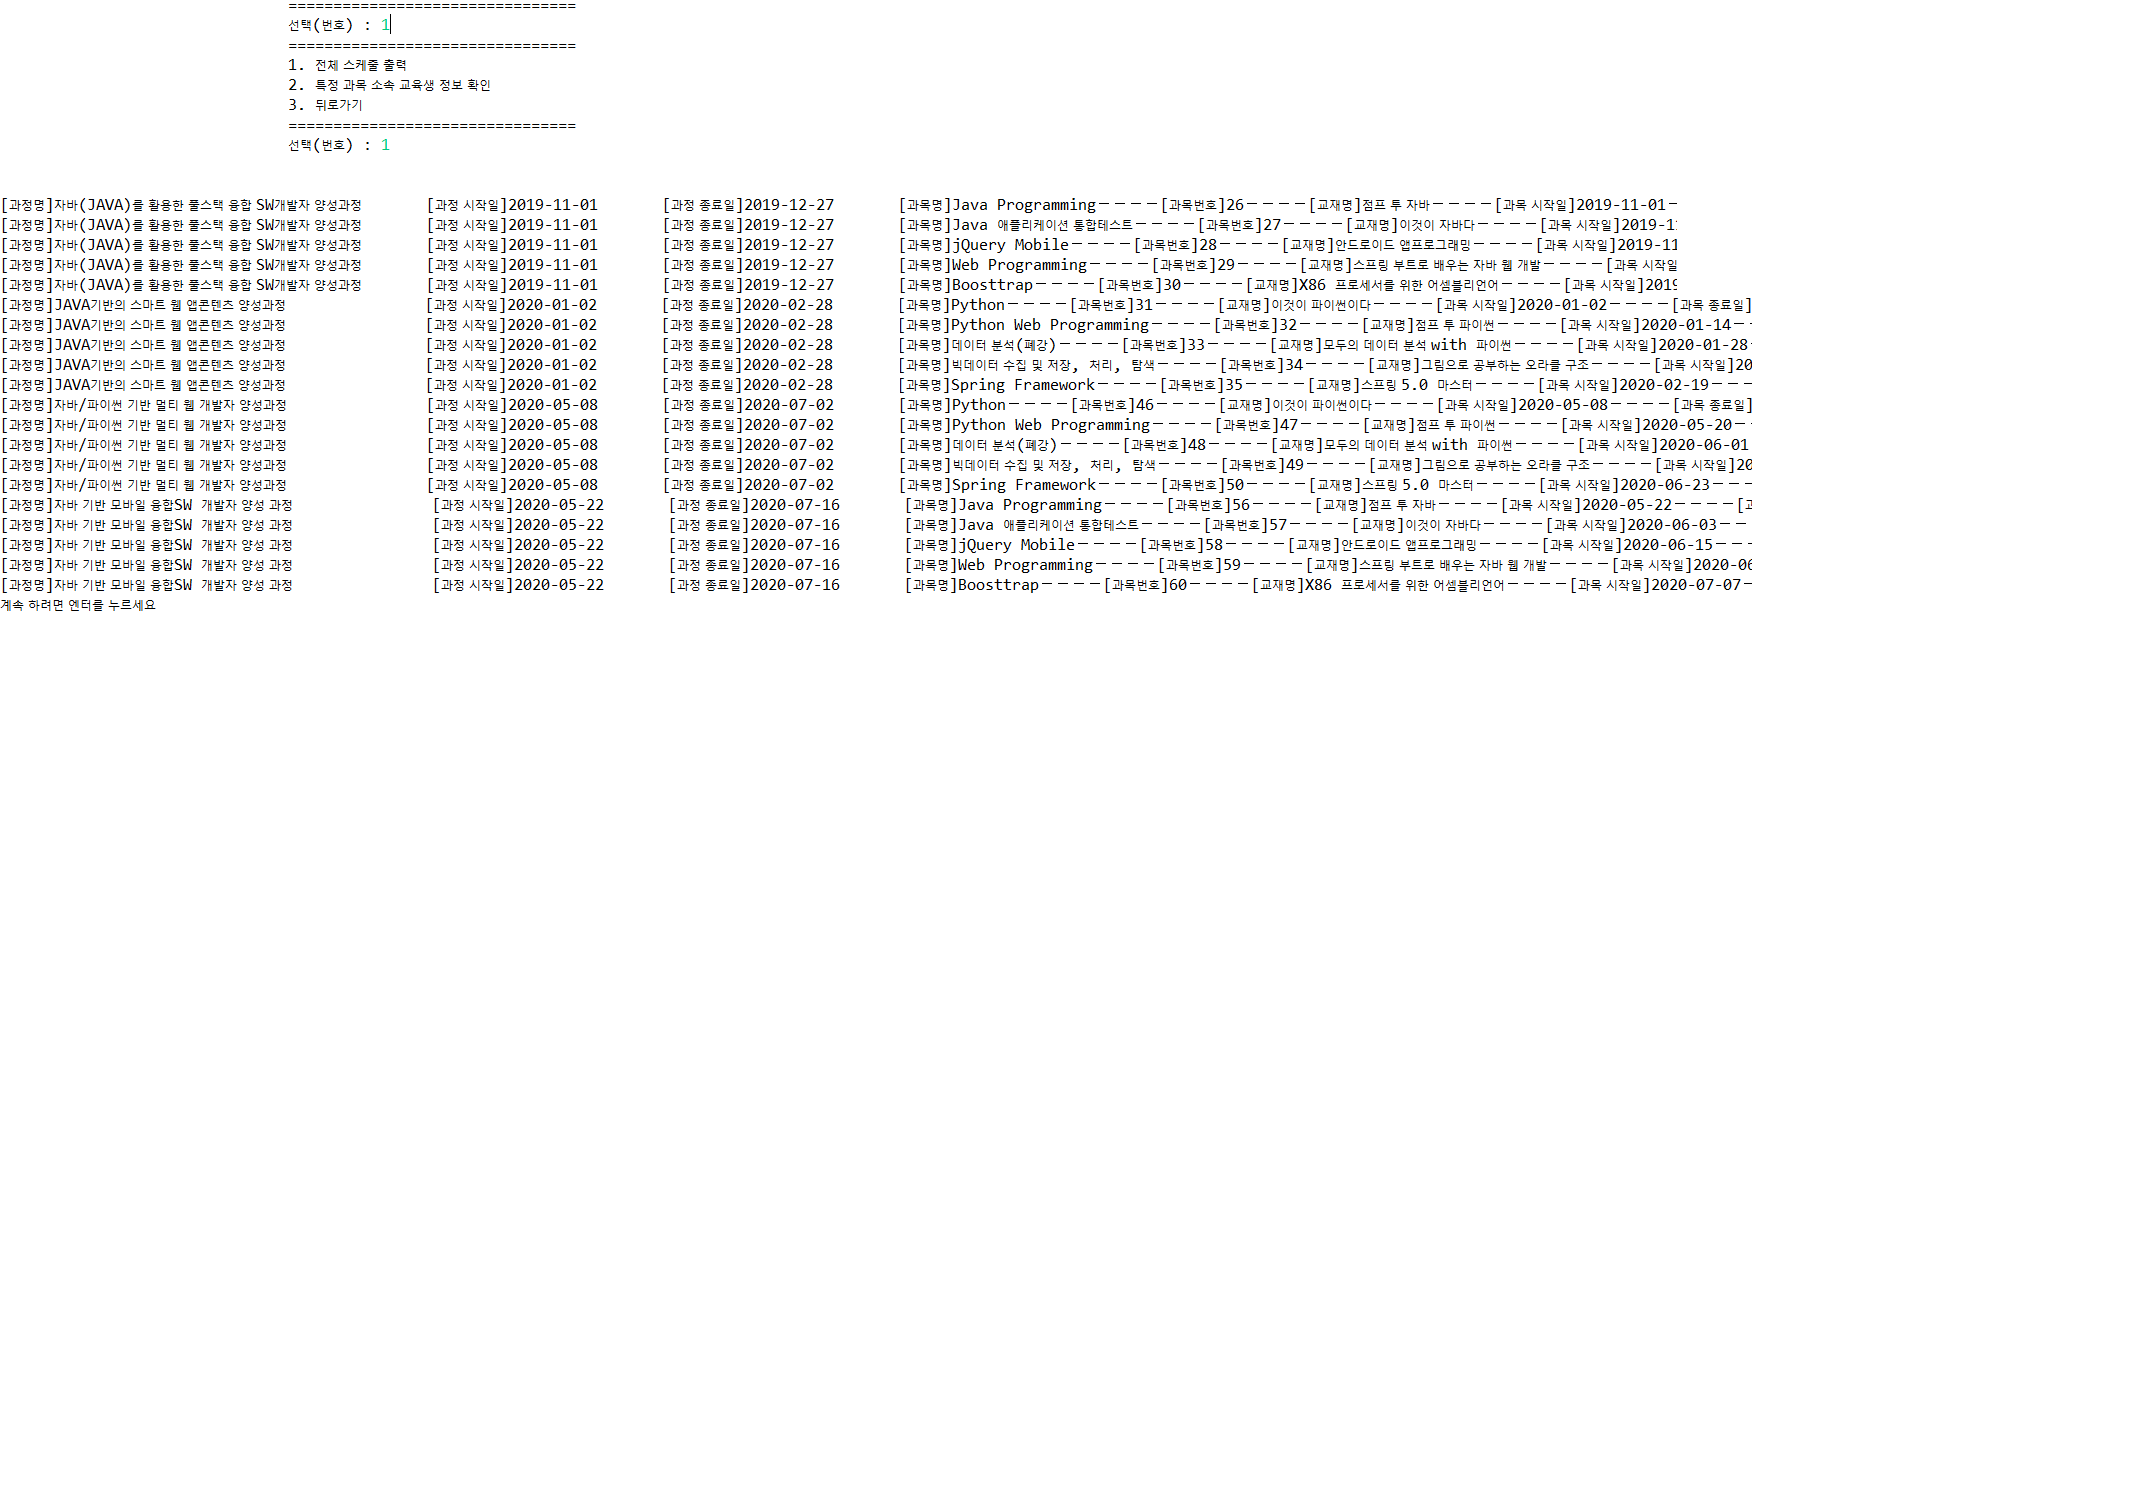 ================================
선택(번호) : 1
================================
1. 전체 스케줄 출력
2. 특정 과목 소속 교육생 정보 확인
3. 뒤로가기
================================
선택(번호) : 1
[과정명]자바(JAVA)를 활용한 풀스택 융합 SW개발자 양성과정 [과정 시작일]2019-11-01 [과정 종료일]2019-12-27 [과목명]Java Programming────[과목번호]26────[교재명]점프 투 자바────[과목 시작일]2019-11-01─
[과정명]자바(JAVA)를 활용한 풀스택 융합 SW개발자 양성과정 [과정 시작일]2019-11-01 [과정 종료일]2019-12-27 [과목명]Java 애플리케이션 통합테스트────[과목번호]27────[교재명]이것이 자바다────[과목 시작일]2019-1
[과정명]자바(JAVA)를 활용한 풀스택 융합 SW개발자 양성과정 [과정 시작일]2019-11-01 [과정 종료일]2019-12-27 [과목명]jQuery Mobile────[과목번호]28────[교재명]안드로이드 앱프로그래밍────[과목 시작일]2019-11
[과정명]자바(JAVA)를 활용한 풀스택 융합 SW개발자 양성과정 [과정 시작일]2019-11-01 [과정 종료일]2019-12-27 [과목명]Web Programming────[과목번호]29────[교재명]스프링 부트로 배우는 자바 웹 개발────[과목 시작일
[과정명]자바(JAVA)를 활용한 풀스택 융합 SW개발자 양성과정 [과정 시작일]2019-11-01 [과정 종료일]2019-12-27 [과목명]Boosttrap────[과목번호]30────[교재명]X86 프로세서를 위한 어셈블리언어────[과목 시작일]2019
[과정명]JAVA기반의 스마트 웹 앱콘텐츠 양성과정 [과정 시작일]2020-01-02 [과정 종료일]2020-02-28 [과목명]Python────[과목번호]31────[교재명]이것이 파이썬이다────[과목 시작일]2020-01-02────[과목 종료일]
[과정명]JAVA기반의 스마트 웹 앱콘텐츠 양성과정 [과정 시작일]2020-01-02 [과정 종료일]2020-02-28 [과목명]Python Web Programming────[과목번호]32────[교재명]점프 투 파이썬────[과목 시작일]2020-01-14─
[과정명]JAVA기반의 스마트 웹 앱콘텐츠 양성과정 [과정 시작일]2020-01-02 [과정 종료일]2020-02-28 [과목명]데이터 분석(폐강)────[과목번호]33────[교재명]모두의 데이터 분석 with 파이썬────[과목 시작일]2020-01-28
[과정명]JAVA기반의 스마트 웹 앱콘텐츠 양성과정 [과정 시작일]2020-01-02 [과정 종료일]2020-02-28 [과목명]빅데이터 수집 및 저장, 처리, 탐색────[과목번호]34────[교재명]그림으로 공부하는 오라클 구조────[과목 시작일]20
[과정명]JAVA기반의 스마트 웹 앱콘텐츠 양성과정 [과정 시작일]2020-01-02 [과정 종료일]2020-02-28 [과목명]Spring Framework────[과목번호]35────[교재명]스프링 5.0 마스터────[과목 시작일]2020-02-19───
[과정명]자바/파이썬 기반 멀티 웹 개발자 양성과정 [과정 시작일]2020-05-08 [과정 종료일]2020-07-02 [과목명]Python────[과목번호]46────[교재명]이것이 파이썬이다────[과목 시작일]2020-05-08────[과목 종료일]
[과정명]자바/파이썬 기반 멀티 웹 개발자 양성과정 [과정 시작일]2020-05-08 [과정 종료일]2020-07-02 [과목명]Python Web Programming────[과목번호]47────[교재명]점프 투 파이썬────[과목 시작일]2020-05-20─
[과정명]자바/파이썬 기반 멀티 웹 개발자 양성과정 [과정 시작일]2020-05-08 [과정 종료일]2020-07-02 [과목명]데이터 분석(폐강)────[과목번호]48────[교재명]모두의 데이터 분석 with 파이썬────[과목 시작일]2020-06-01
[과정명]자바/파이썬 기반 멀티 웹 개발자 양성과정 [과정 시작일]2020-05-08 [과정 종료일]2020-07-02 [과목명]빅데이터 수집 및 저장, 처리, 탐색────[과목번호]49────[교재명]그림으로 공부하는 오라클 구조────[과목 시작일]20
[과정명]자바/파이썬 기반 멀티 웹 개발자 양성과정 [과정 시작일]2020-05-08 [과정 종료일]2020-07-02 [과목명]Spring Framework────[과목번호]50────[교재명]스프링 5.0 마스터────[과목 시작일]2020-06-23───
[과정명]자바 기반 모바일 융합SW 개발자 양성 과정 [과정 시작일]2020-05-22 [과정 종료일]2020-07-16 [과목명]Java Programming────[과목번호]56────[교재명]점프 투 자바────[과목 시작일]2020-05-22────[
[과정명]자바 기반 모바일 융합SW 개발자 양성 과정 [과정 시작일]2020-05-22 [과정 종료일]2020-07-16 [과목명]Java 애플리케이션 통합테스트────[과목번호]57────[교재명]이것이 자바다────[과목 시작일]2020-06-03──
[과정명]자바 기반 모바일 융합SW 개발자 양성 과정 [과정 시작일]2020-05-22 [과정 종료일]2020-07-16 [과목명]jQuery Mobile────[과목번호]58────[교재명]안드로이드 앱프로그래밍────[과목 시작일]2020-06-15───
[과정명]자바 기반 모바일 융합SW 개발자 양성 과정 [과정 시작일]2020-05-22 [과정 종료일]2020-07-16 [과목명]Web Programming────[과목번호]59────[교재명]스프링 부트로 배우는 자바 웹 개발────[과목 시작일]2020-06
[과정명]자바 기반 모바일 융합SW 개발자 양성 과정 [과정 시작일]2020-05-22 [과정 종료일]2020-07-16 [과목명]Boosttrap────[과목번호]60────[교재명]X86 프로세서를 위한 어셈블리언어────[과목 시작일]2020-07-07─
계속 하려면 엔터를 누르세요